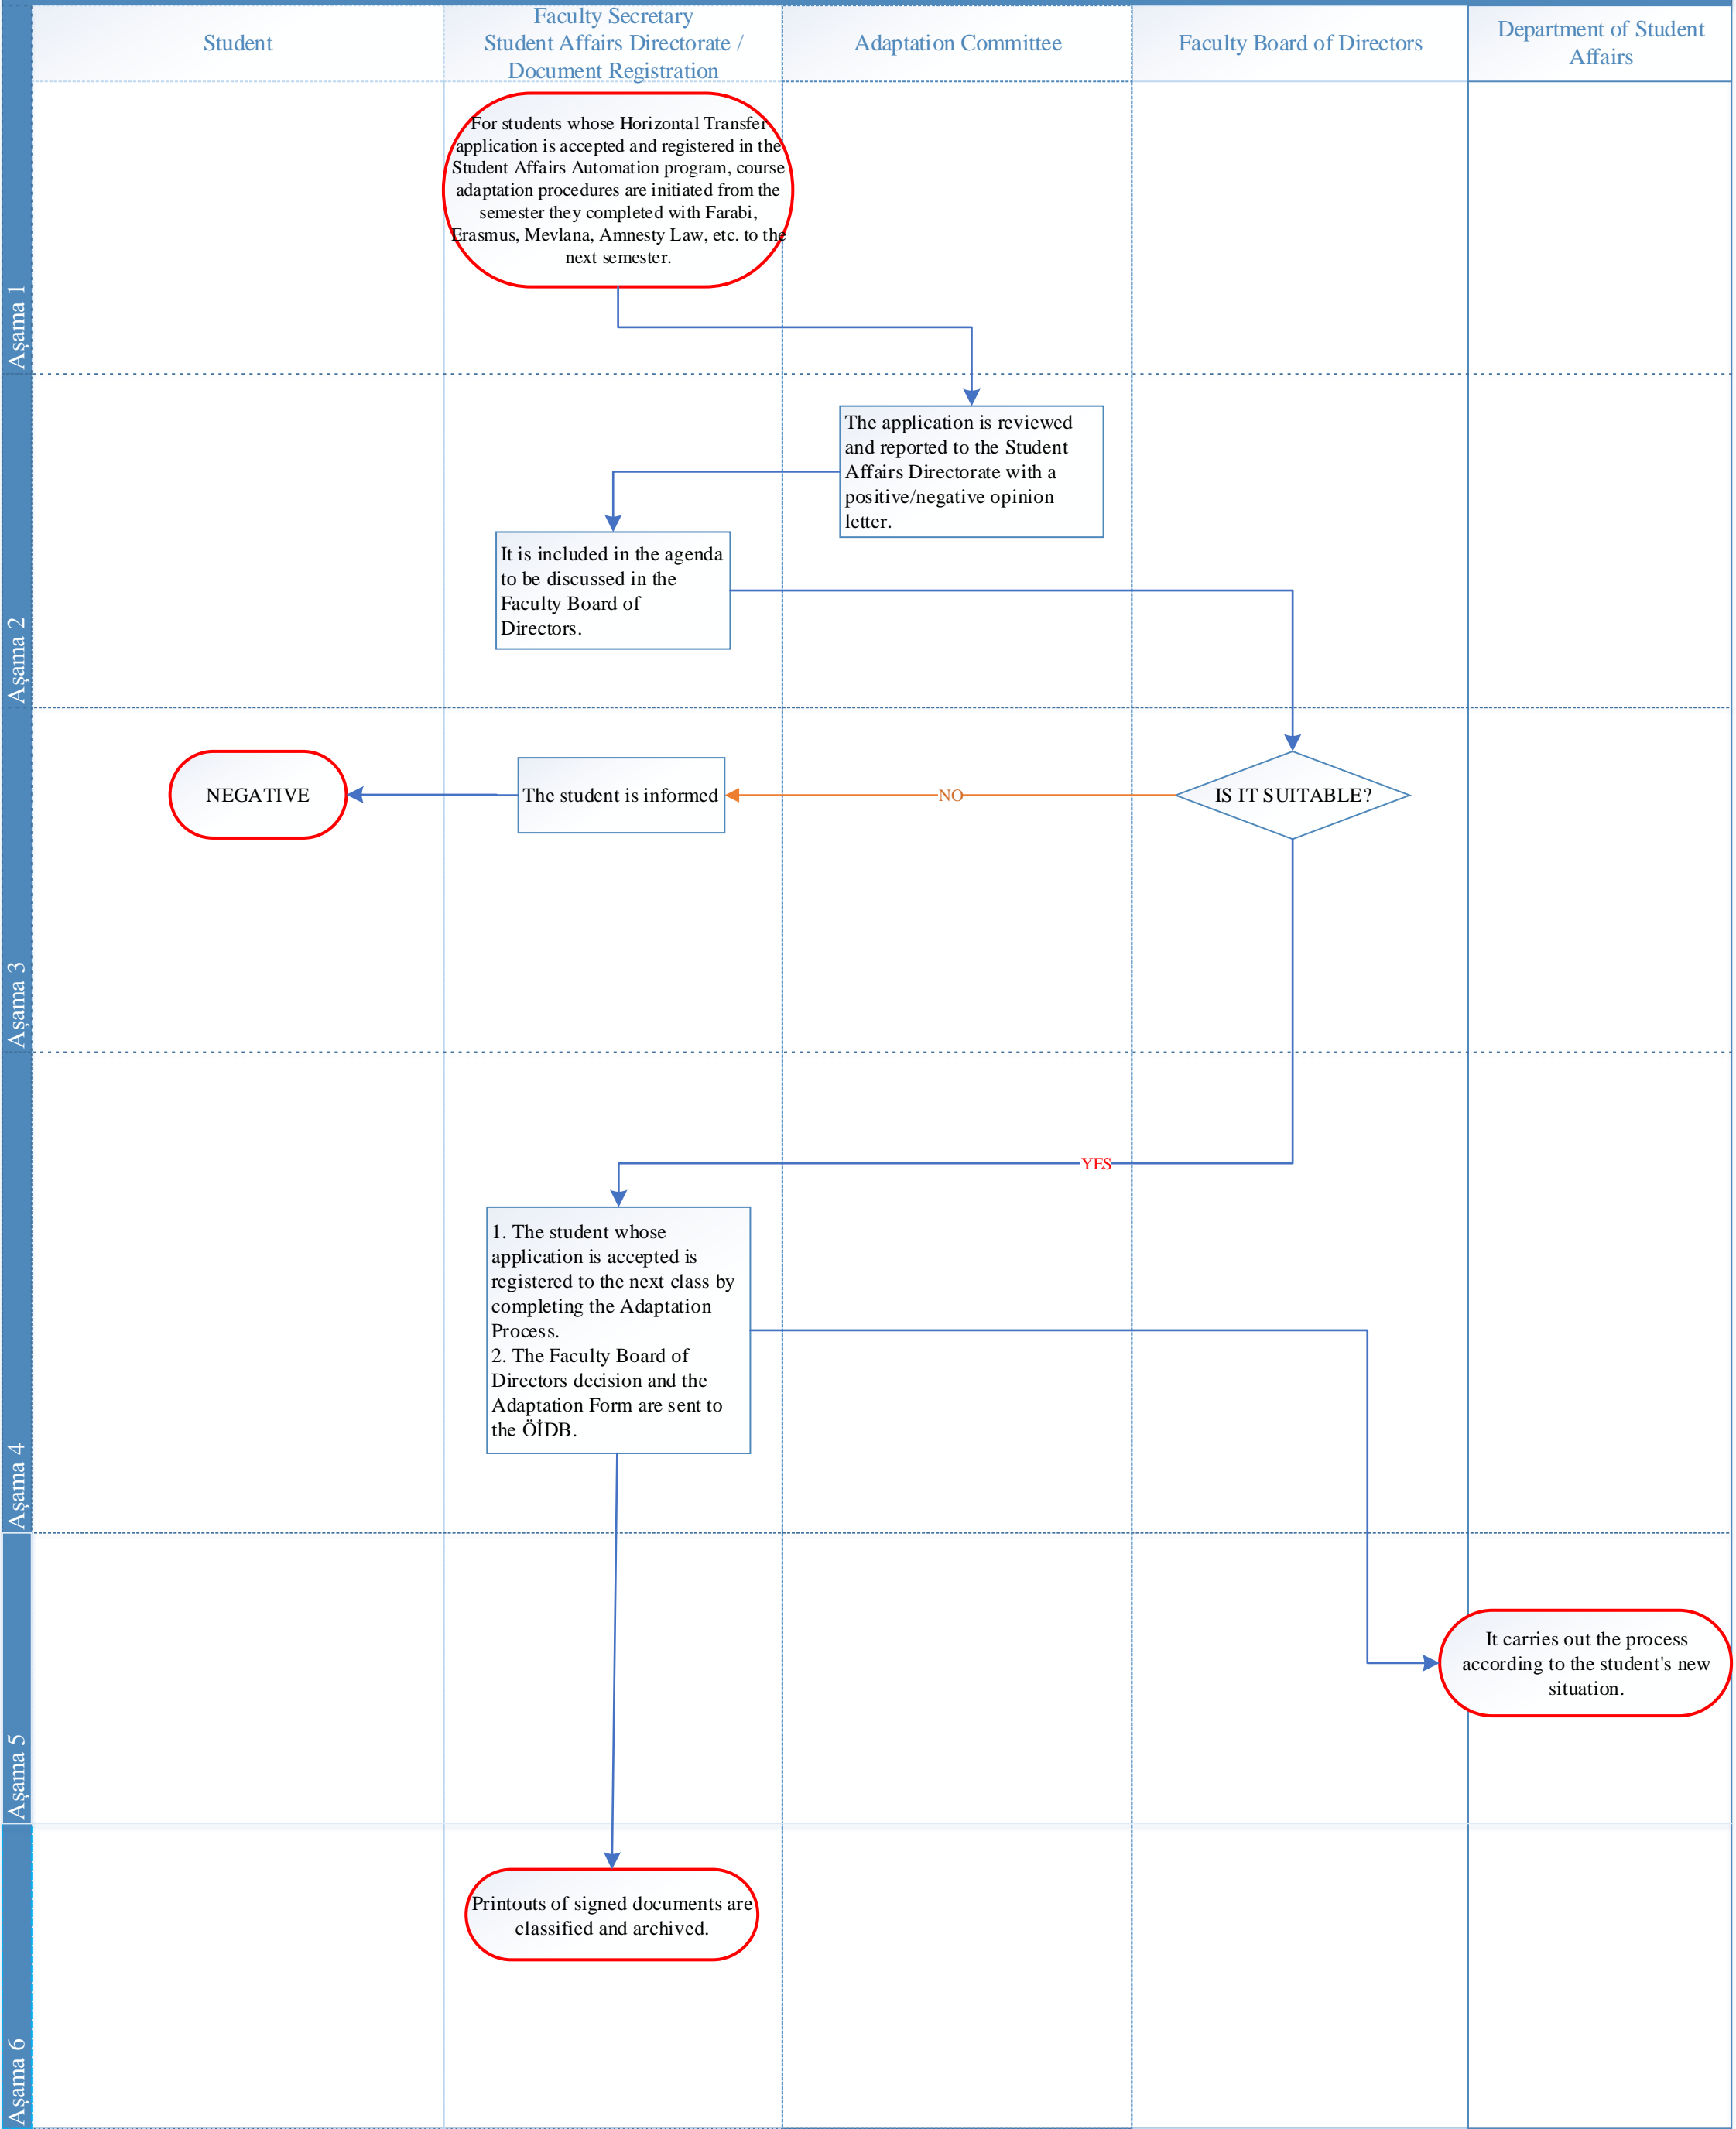 Student
Faculty Secretary
Student Affairs Directorate /
Document Registration
Adaptation Committee
Faculty Board of Directors
Department of Student
Affairs
Aşama 1
For students whose Horizontal Transfer
application is accepted and registered in the
Student Affairs Automation program, course
adaptation procedures are initiated from the
semester they completed with Farabi,
Erasmus, Mevlana, Amnesty Law, etc. to the
next semester.
Aşama 2
The application is reviewed
and reported to the Student
Affairs Directorate with a
positive/negative opinion
letter.
It is included in the agenda
to be discussed in the
Faculty Board of
Directors.
Aşama 3
NEGATIVE
The student is informed
NO
IS IT SUITABLE?
Aşama 4
YES
1. The student whose
application is accepted is
registered to the next class by
completing the Adaptation
Process.
2. The Faculty Board of
Directors decision and the
Adaptation Form are sent to
the ÖİDB.
Aşama 5
It carries out the process
according to the student's new
situation.
Aşama 6
Printouts of signed documents are
classified and archived.